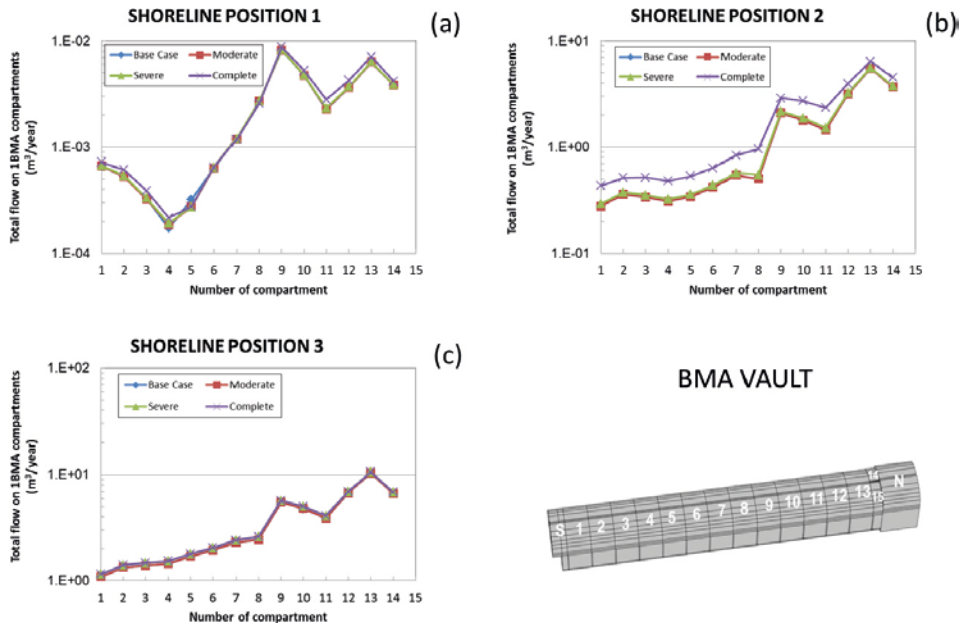 SHORELINE POSITION 1
(a)
Total flow on 1BMA compartments
(m³/year)
1.E-02
1.E-03
1.E-04
Base Case Moderate
Severe Complete
1 2 3 4 5 6 7 8 9 10 11 12 13 14 15
Number of compartment
SHORELINE POSITION 2
(b)
Total flow on 1BMA compartments
(m³/year)
1.E+01
1.E+00
1.E-01
Base Case Moderate
Severe Complete
1 2 3 4 5 6 7 8 9 10 11 12 13 14 15
Number of compartment
SHORELINE POSITION 3
(c)
Total flow on 1BMA compartments
(m³/year)
1.E+02
1.E+01
1.E+00
Base Case Moderate
Severe Complete
1 2 3 4 5 6 7 8 9 10 11 12 13 14 15
Number of compartment
BMA VAULT
S 1 2 3 4 5 6 7 8 9 10 11 12 13 14 15 N